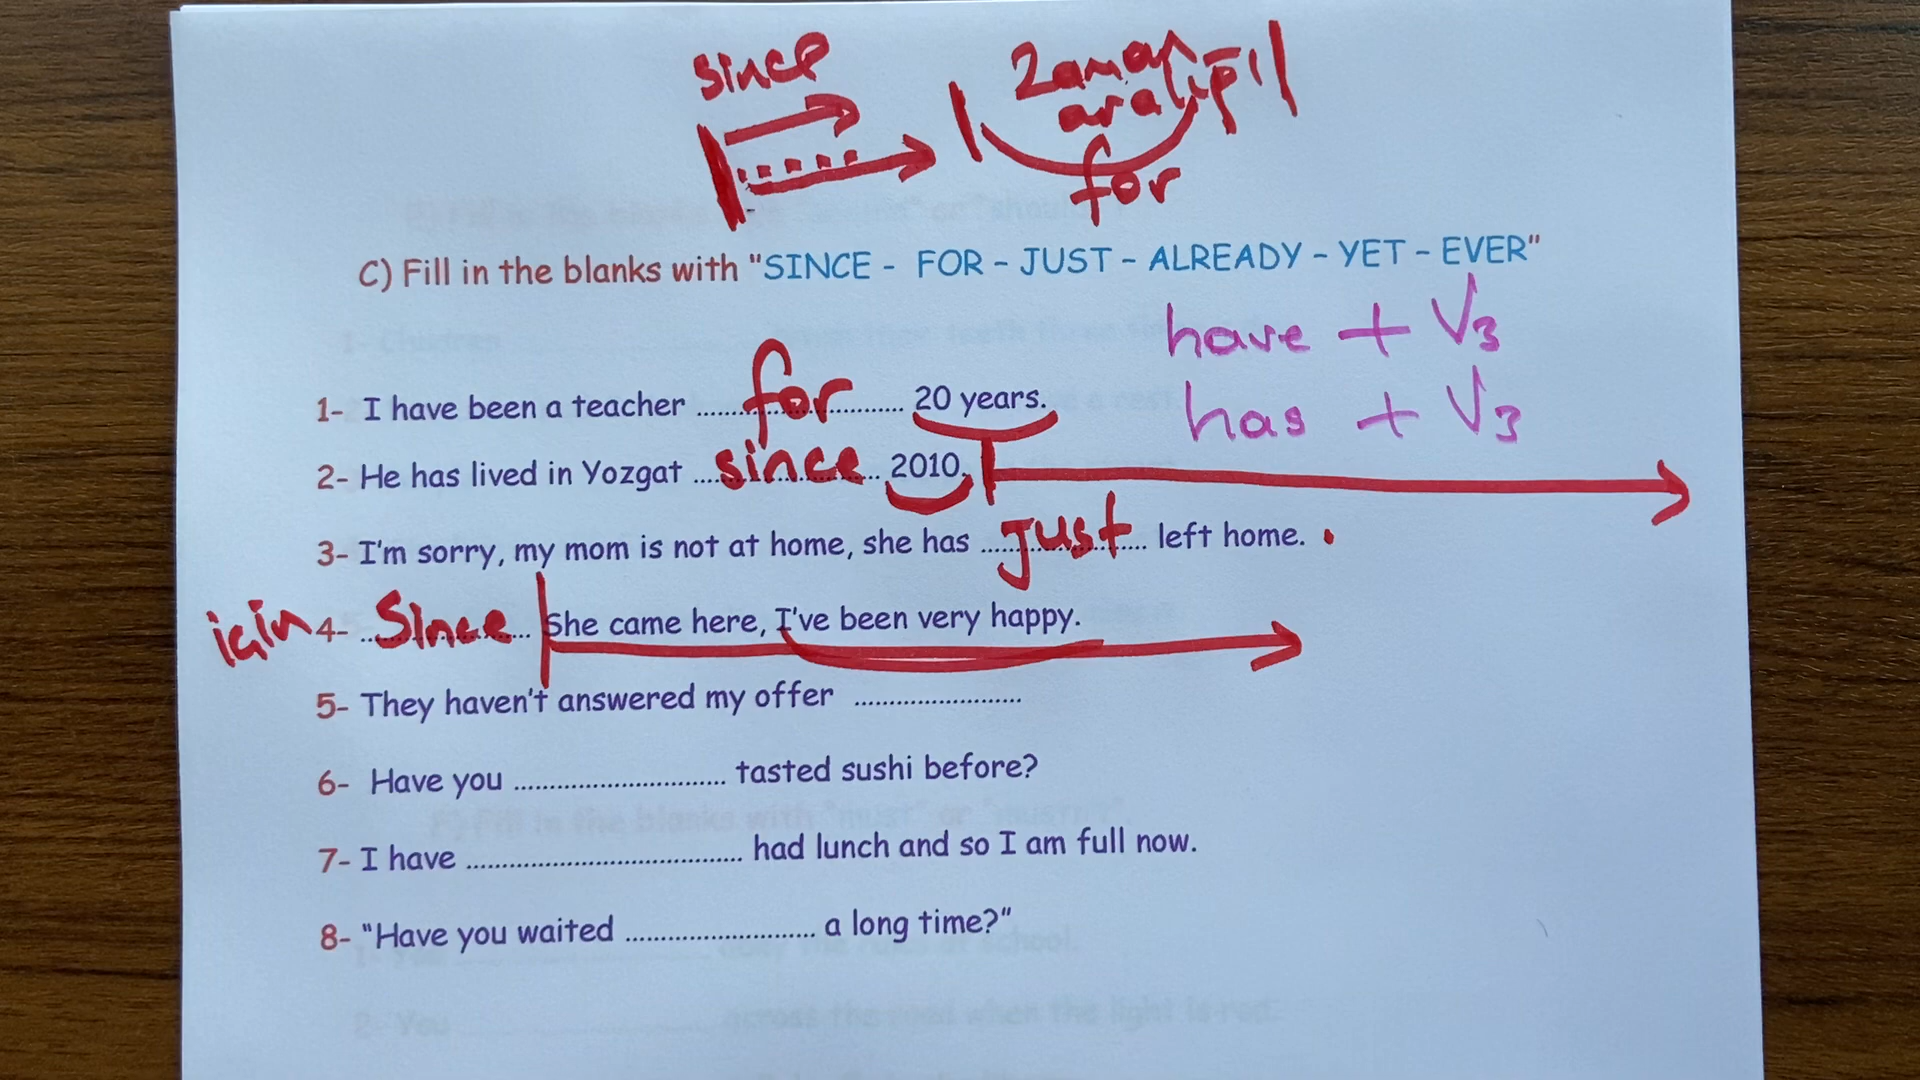 since
zaman
aralığı
for
C) Fill in the blanks with "SINCE - FOR - JUST - ALREADY - YET - EVER"
have + V3
has + V3
1- I have been a teacher ..........for.......... 20 years.
2- He has lived in Yozgat ....since.... 2010.
3- I'm sorry, my mom is not at home, she has ....just.... left home.
için 4- ..Since.. She came here, I've been very happy.
5- They haven't answered my offer ........................
6- Have you .............................. tasted sushi before?
7- I have ....................................... had lunch and so I am full now.
8- "Have you waited ........................... a long time?"